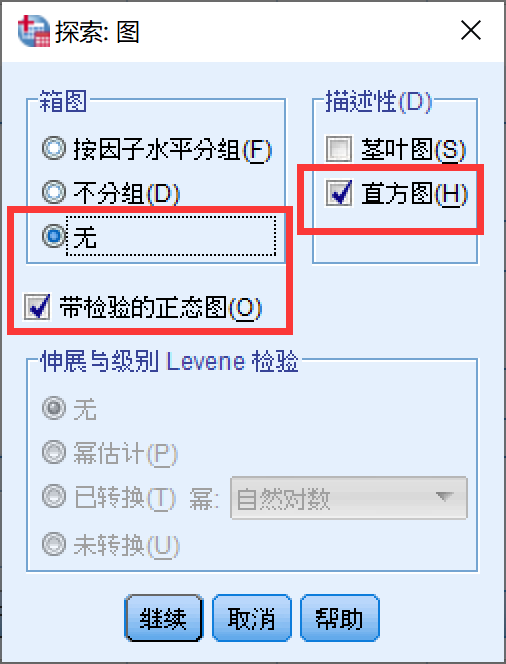 探索: 图
箱图
按因子水平分组(F)
不分组(D)
无
描述性(D)
茎叶图(S)
直方图(H)
带检验的正态图(O)
伸展与级别 Levene 检验
无
幂估计(P)
已转换(T) 幂: 自然对数
未转换(U)
继续 取消 帮助